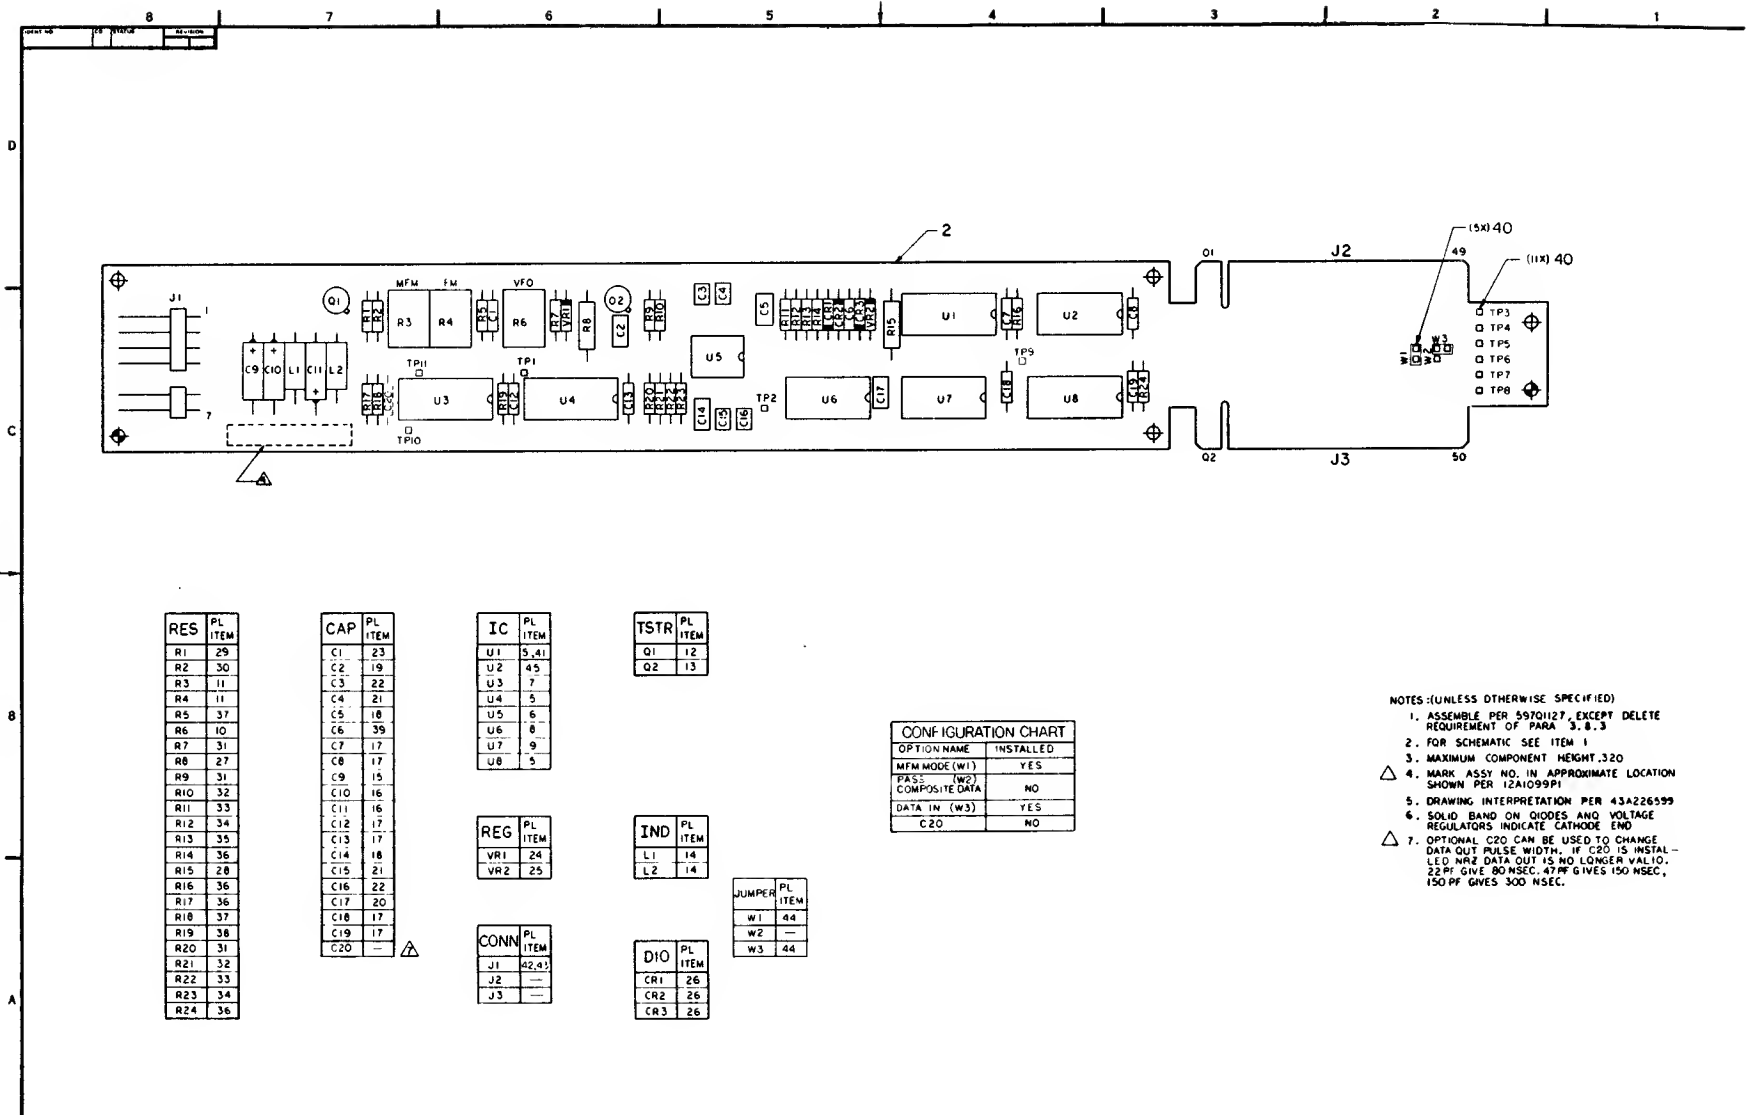 8 7 6 5 4 3 2 1
IDENT NO CD STATUS REVISION
D
C
B
A
2
(5X) 40
(11X) 40
01 J2 49
J1
1
7
MFM FM VFO
Q1 R1 R2 R3 R4 R5 C1 R6 R7 VR1 R8 Q2 C2 R9 R10 C3 C4 C5 R11 R12 R13 R14 CR1 CR2 C6 CR3 VR2 R15 U1 C7 R16 U2 C8
TP3
TP4
TP5
TP6
TP7
TP8
W1 W2 W3
C9 C10 L1 C11 L2
TP11 TP1 U5 TP9
R17 R18 C20 U3 R19 C12 U4 C13 R20 R21 R22 R23 C14 C15 C16 TP2 U6 C17 U7 C18 U8 C19 R24
TP10
4
02 J3 50
RES PL ITEM
R1 29
R2 30
R3 11
R4 11
R5 37
R6 10
R7 31
R8 27
R9 31
R10 32
R11 33
R12 34
R13 35
R14 36
R15 28
R16 36
R17 36
R18 37
R19 38
R20 31
R21 32
R22 33
R23 34
R24 36
CAP PL ITEM
C1 23
C2 19
C3 22
C4 21
C5 18
C6 39
C7 17
C8 17
C9 15
C10 16
C11 16
C12 17
C13 17
C14 18
C15 21
C16 22
C17 20
C18 17
C19 17
C20 —
7
IC PL ITEM
U1 5,41
U2 45
U3 7
U4 5
U5 6
U6 8
U7 9
U8 5
REG PL ITEM
VR1 24
VR2 25
CONN PL ITEM
J1 42,43
J2 —
J3 —
TSTR PL ITEM
Q1 12
Q2 13
IND PL ITEM
L1 14
L2 14
DIO PL ITEM
CR1 26
CR2 26
CR3 26
JUMPER PL ITEM
W1 44
W2 —
W3 44
CONFIGURATION CHART
OPTION NAME INSTALLED
MFM MODE (W1) YES
PASS (W2) COMPOSITE DATA NO
DATA IN (W3) YES
C20 NO
NOTES: (UNLESS OTHERWISE SPECIFIED)
1. ASSEMBLE PER 597Q1127, EXCEPT DELETE
REQUIREMENT OF PARA 3.8.3
2. FOR SCHEMATIC SEE ITEM 1
3. MAXIMUM COMPONENT HEIGHT .320
4. MARK ASSY NO. IN APPROXIMATE LOCATION
SHOWN PER 12A1099P1
5. DRAWING INTERPRETATION PER 43A226599
6. SOLID BAND ON DIODES AND VOLTAGE
REGULATORS INDICATE CATHODE END
7. OPTIONAL C20 CAN BE USED TO CHANGE
DATA OUT PULSE WIDTH. IF C20 IS INSTAL-
LED NRZ DATA OUT IS NO LONGER VALID.
22PF GIVE 80 NSEC. 47PF GIVES 150 NSEC,
150 PF GIVES 300 NSEC.